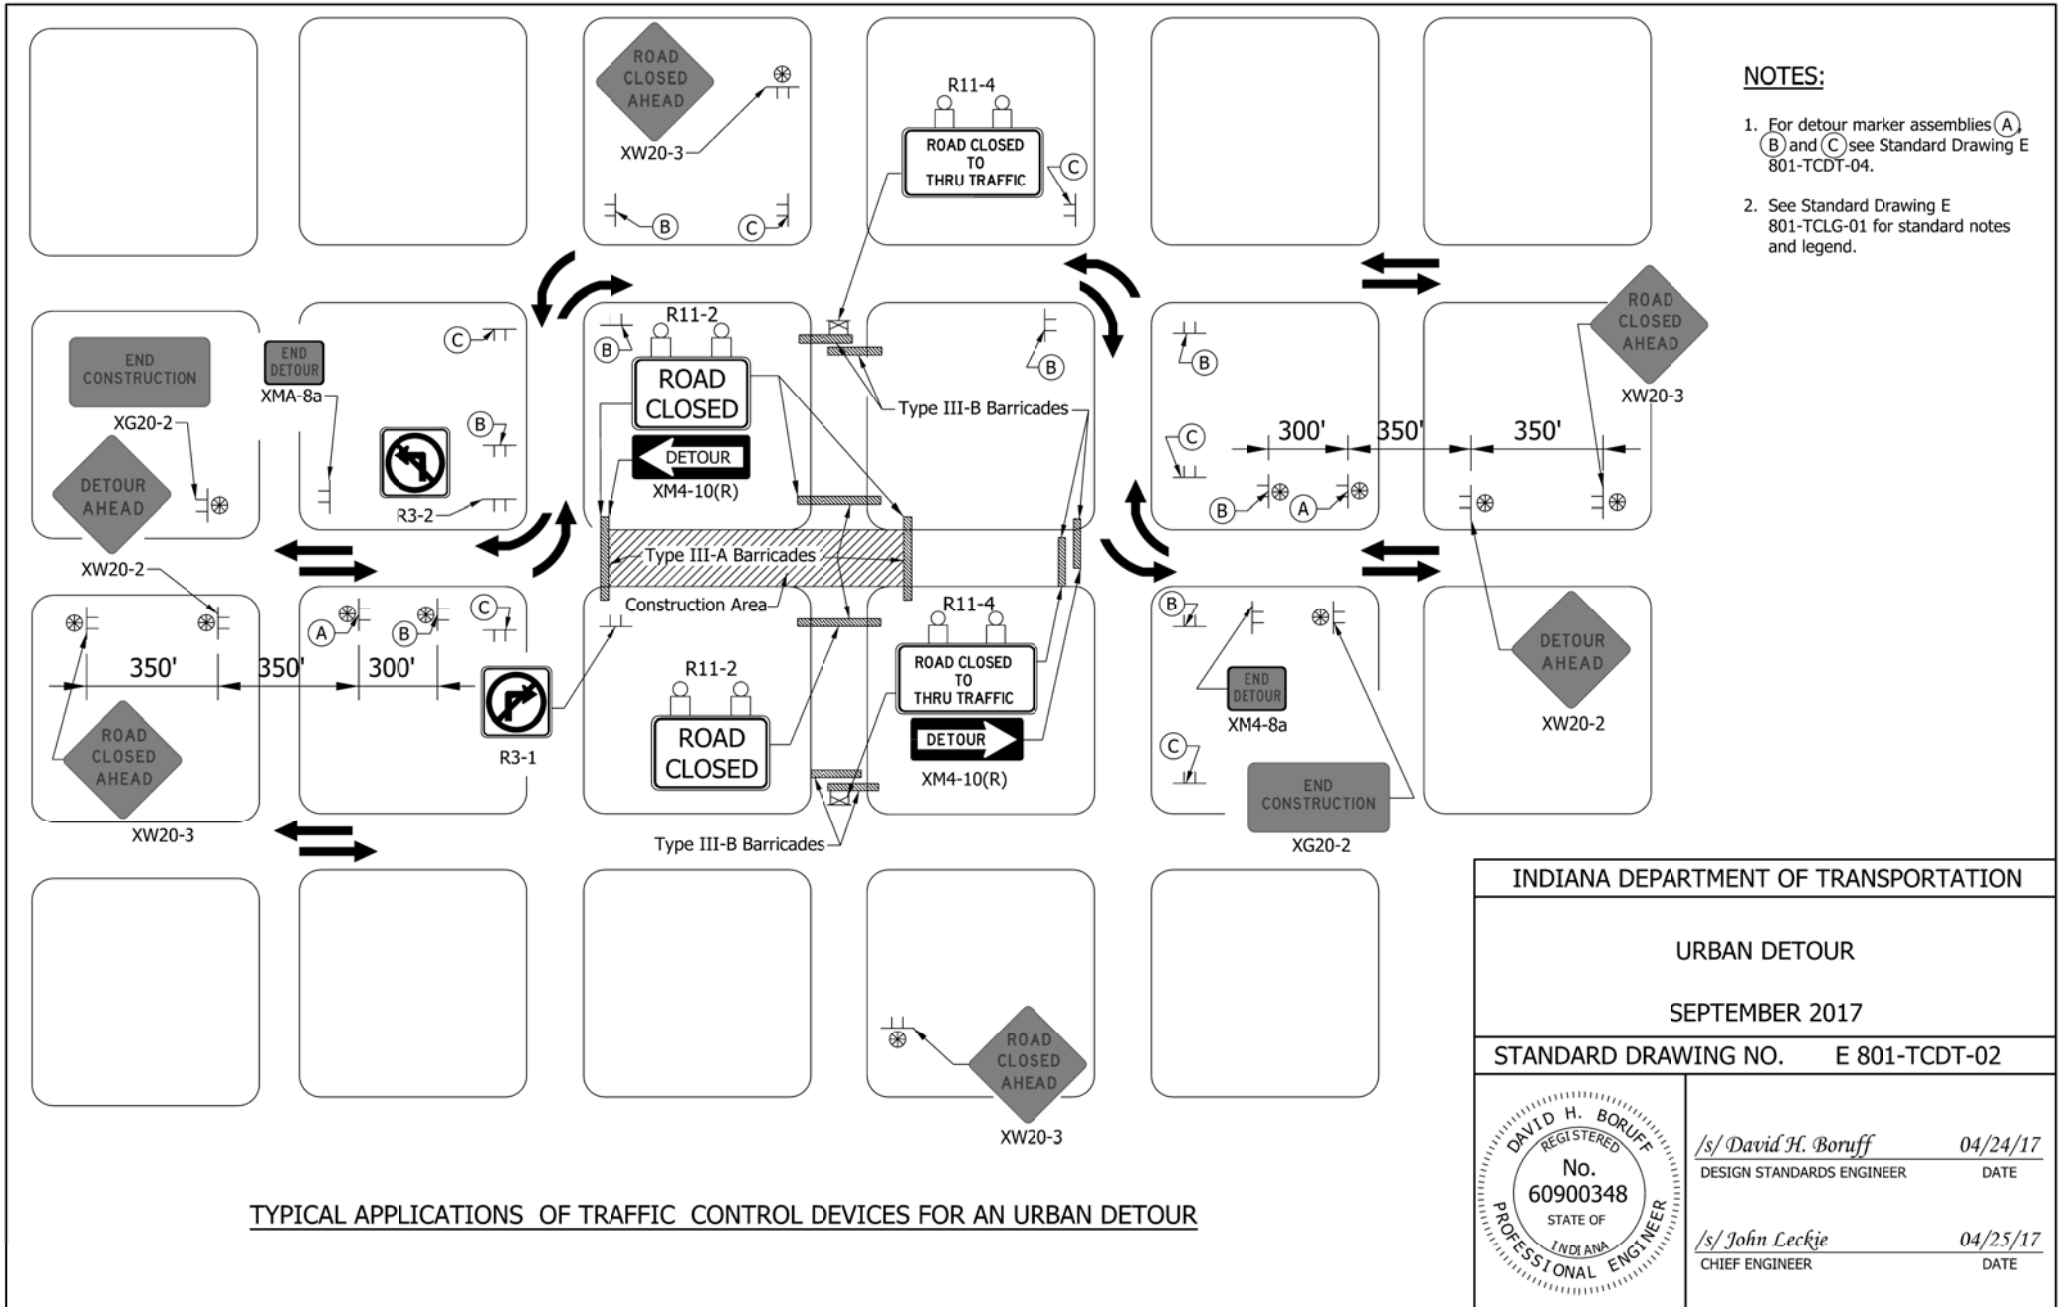 ROAD
CLOSED
AHEAD
XW20-3
B
C
R11-4
ROAD CLOSED
TO
THRU TRAFFIC
C
NOTES:
1. For detour marker assemblies A,
B and C see Standard Drawing E
801-TCDT-04.
2. See Standard Drawing E
801-TCLG-01 for standard notes
and legend.
END
CONSTRUCTION
XG20-2
DETOUR
AHEAD
XW20-2
END
DETOUR
XMA-8a
C
B
R3-2
B
R11-2
ROAD
CLOSED
DETOUR
XM4-10(R)
B
Type III-B Barricades
B
C
300'
350'
350'
B
A
ROAD
CLOSED
AHEAD
XW20-3
Type III-A Barricades
Construction Area
A
B
C
350'
350'
300'
ROAD
CLOSED
AHEAD
XW20-3
R3-1
R11-2
ROAD
CLOSED
R11-4
ROAD CLOSED
TO
THRU TRAFFIC
DETOUR
XM4-10(R)
Type III-B Barricades
B
C
END
DETOUR
XM4-8a
END
CONSTRUCTION
XG20-2
DETOUR
AHEAD
XW20-2
ROAD
CLOSED
AHEAD
XW20-3
TYPICAL APPLICATIONS OF TRAFFIC CONTROL DEVICES FOR AN URBAN DETOUR
INDIANA DEPARTMENT OF TRANSPORTATION
URBAN DETOUR
SEPTEMBER 2017
STANDARD DRAWING NO. E 801-TCDT-02
DAVID H. BORUFF
REGISTERED
No.
60900348
STATE OF
INDIANA
PROFESSIONAL ENGINEER
/s/ David H. Boruff 04/24/17
DESIGN STANDARDS ENGINEER DATE
/s/ John Leckie 04/25/17
CHIEF ENGINEER DATE